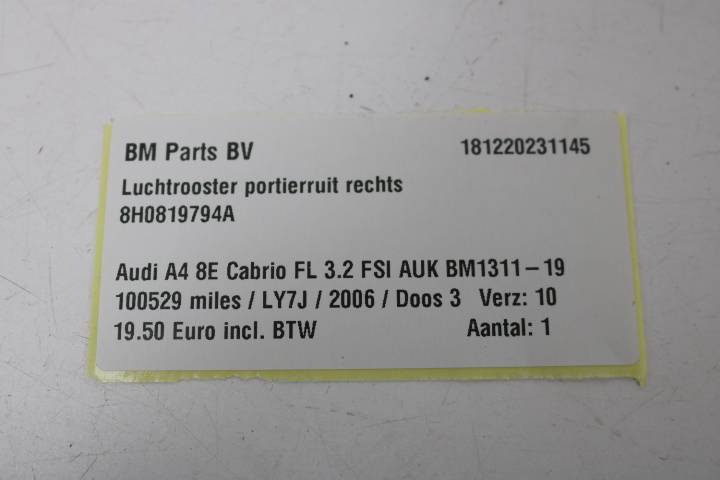 BM Parts BV 181220231145
Luchtrooster portierruit rechts
8H0819794A
Audi A4 8E Cabrio FL 3.2 FSI AUK BM1311-19
100529 miles / LY7J / 2006 / Doos 3 Verz: 10
19.50 Euro incl. BTW Aantal: 1